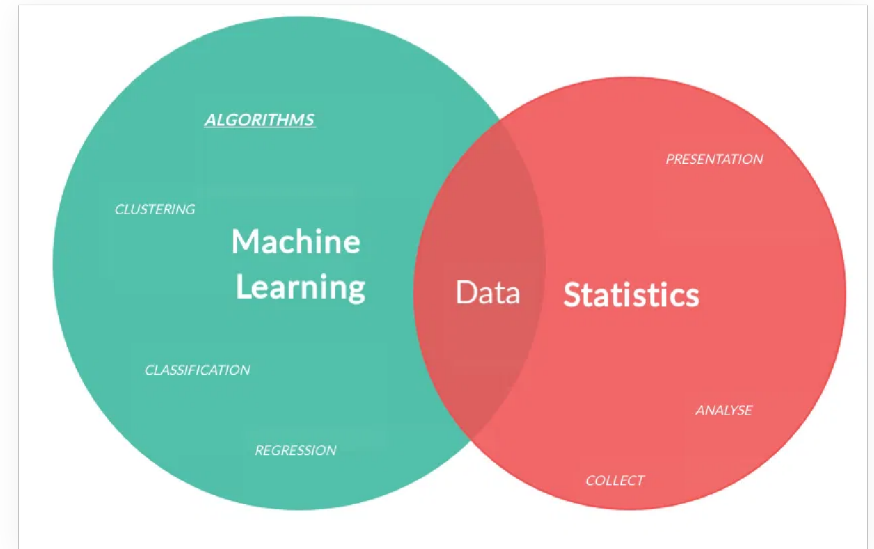 ALGORITHMS
PRESENTATION
CLUSTERING
Machine
Learning
Data
Statistics
CLASSIFICATION
ANALYSE
REGRESSION
COLLECT